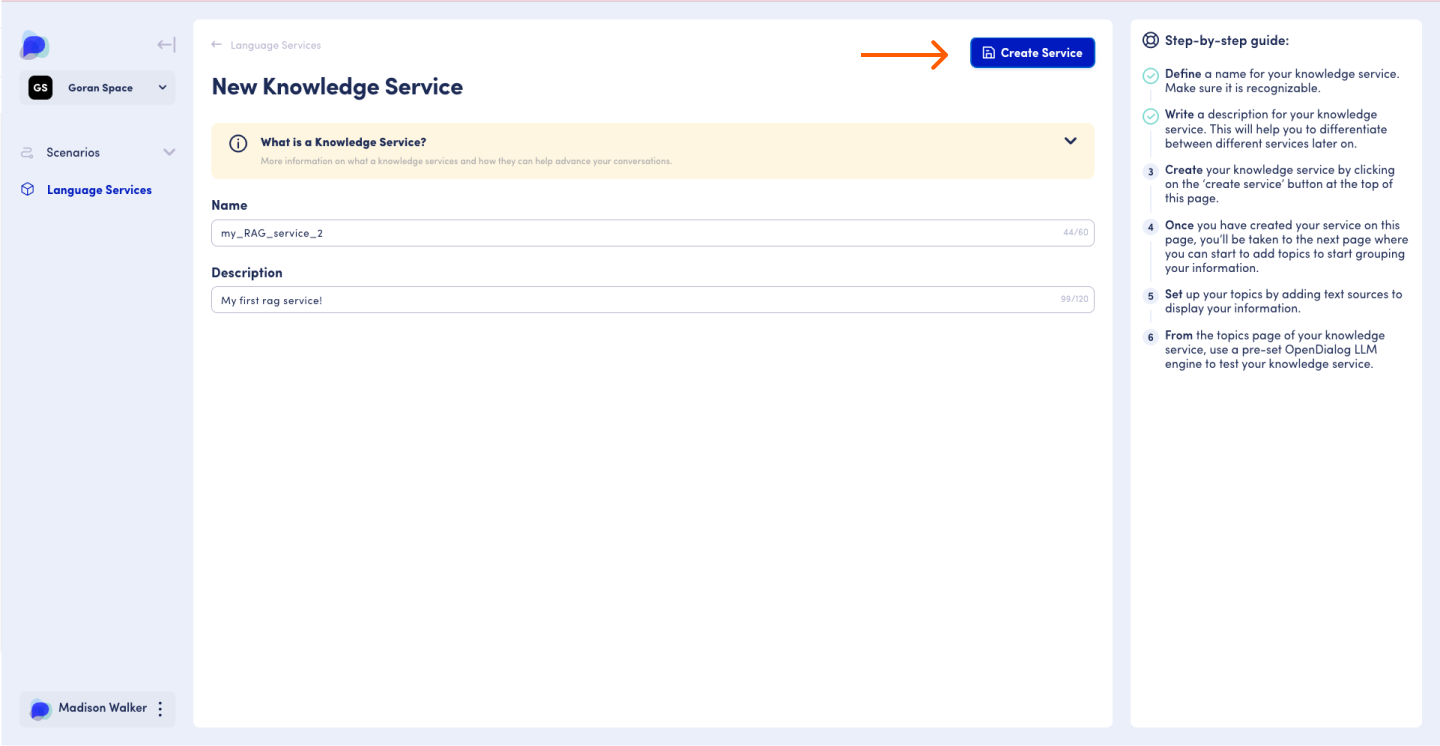 GS
Goran Space
Scenarios
Language Services
Madison Walker
Language Services
Create Service
New Knowledge Service
What is a Knowledge Service?
More information on what a knowledge services and how they can help advance your conversations.
Name
my_RAG_service_2
44/60
Description
My first rag service!
99/120
Step-by-step guide:
Define a name for your knowledge service.
Make sure it is recognizable.
Write a description for your knowledge
service. This will help you to differentiate
between different services later on.
3 Create your knowledge service by clicking
on the 'create service' button at the top of
this page.
4 Once you have created your service on this
page, you'll be taken to the next page where
you can start to add topics to start grouping
your information.
5 Set up your topics by adding text sources to
display your information.
6 From the topics page of your knowledge
service, use a pre-set OpenDialog LLM
engine to test your knowledge service.